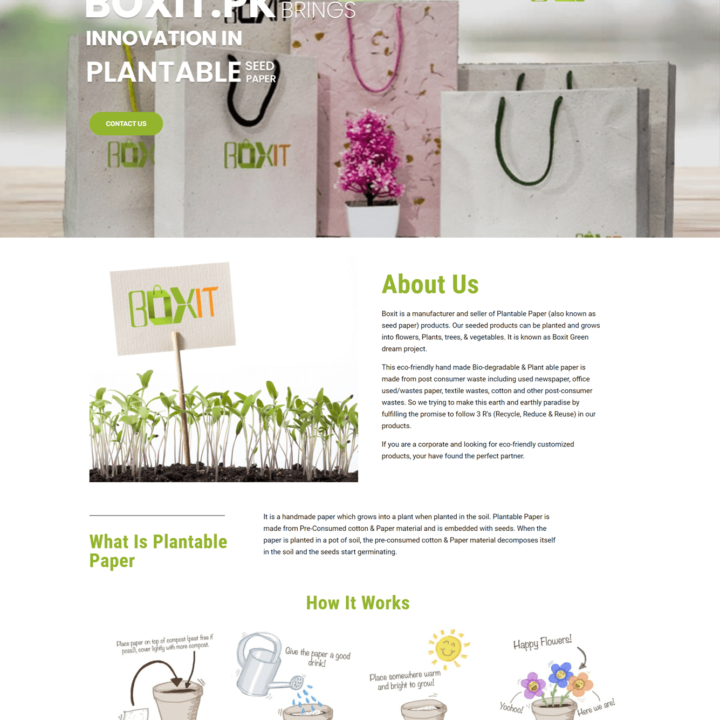 BOXIT.PK BRINGS
INNOVATION IN
PLANTABLE SEED PAPER
CONTACT US
BOX
BOXIT
BOXIT
BOXIT
About Us
Boxit is a manufacturer and seller of Plantable Paper (also known as
seed paper) products. Our seeded products can be planted and grows
into flowers, Plants, trees, & vegetables. It is known as Boxit Green
dream project.
This eco-friendly hand made Bio-degradable & Plant able paper is
made from post consumer waste including used newspaper, office
used/wastes paper, textile wastes, cotton and other post-consumer
wastes. So we trying to make this earth and earthly paradise by
fulfilling the promise to follow 3 R's (Recycle, Reduce & Reuse) in our
products.
If you are a corporate and looking for eco-friendly customized
products, your have found the perfect partner.
What Is Plantable
Paper
It is a handmade paper which grows into a plant when planted in the soil. Plantable Paper is
made from Pre-Consumed cotton & Paper material and is embedded with seeds. When the
paper is planted in a pot of soil, the pre-consumed cotton & Paper material decomposes itself
in the soil and the seeds start germinating.
How It Works
Place paper on top of compost (peat free if
poss!), cover lightly with more compost.
Give the paper a good
drink!
Place somewhere warm
and bright to grow!
Happy Flowers!
Yoohoo!
Here we are!